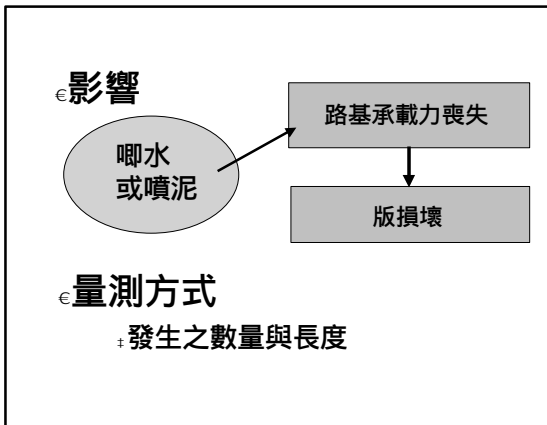 €影響
路基承載力喪失
唧水
或噴泥
版損壞
€量測方式
‡發生之數量與長度